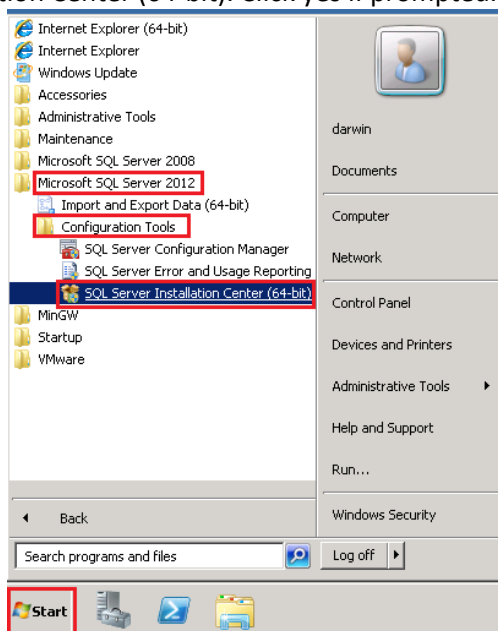 Internet Explorer (64-bit)
Internet Explorer
Windows Update
Accessories
Administrative Tools
Maintenance
Microsoft SQL Server 2008
Microsoft SQL Server 2012
Import and Export Data (64-bit)
Configuration Tools
SQL Server Configuration Manager
SQL Server Error and Usage Reporting
SQL Server Installation Center (64-bit)
MinGW
Startup
VMware
Back
Search programs and files
darwin
Documents
Computer
Network
Control Panel
Devices and Printers
Administrative Tools
Help and Support
Run...
Windows Security
Log off
Start